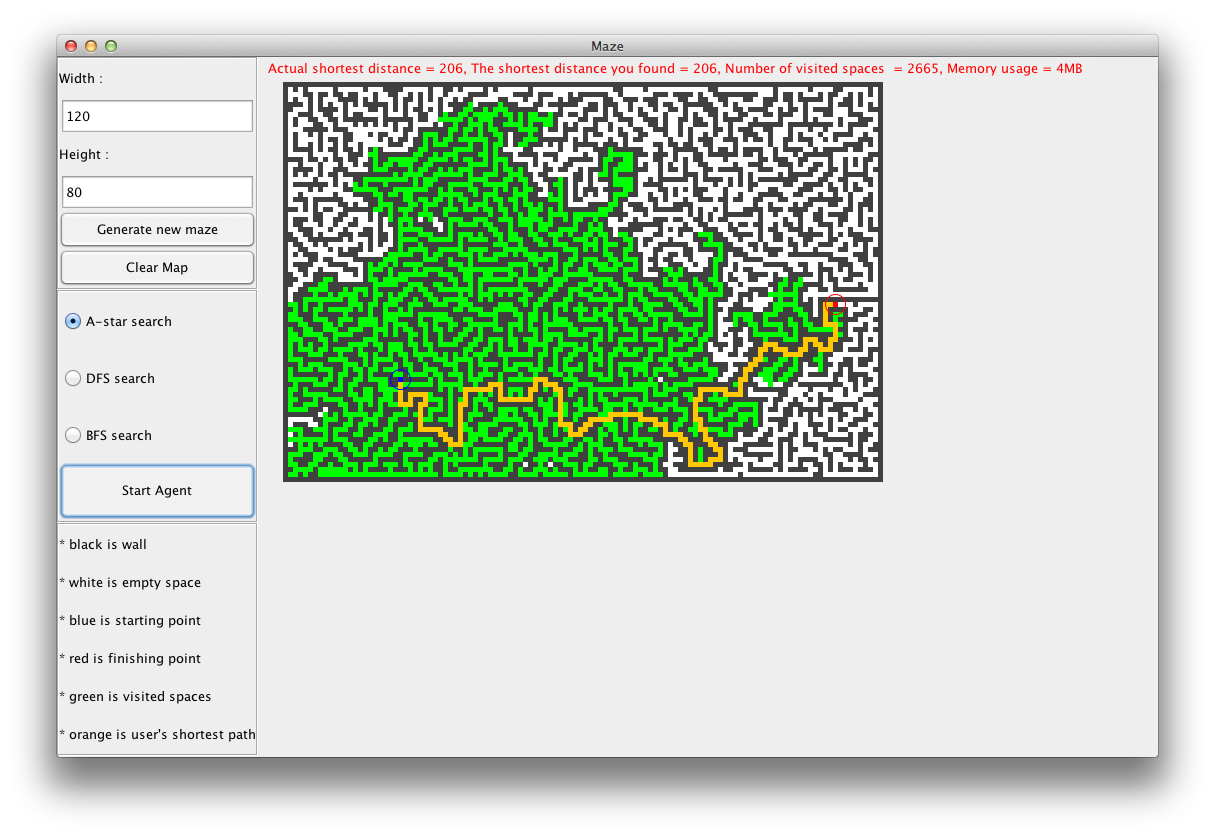 Maze
Width :
Actual shortest distance = 206, The shortest distance you found = 206, Number of visited spaces  = 2665, Memory usage = 4MB
120
Height :
80
Generate new maze
Clear Map
A-star search
DFS search
BFS search
Start Agent
* black is wall
* white is empty space
* blue is starting point
* red is finishing point
* green is visited spaces
* orange is user's shortest path